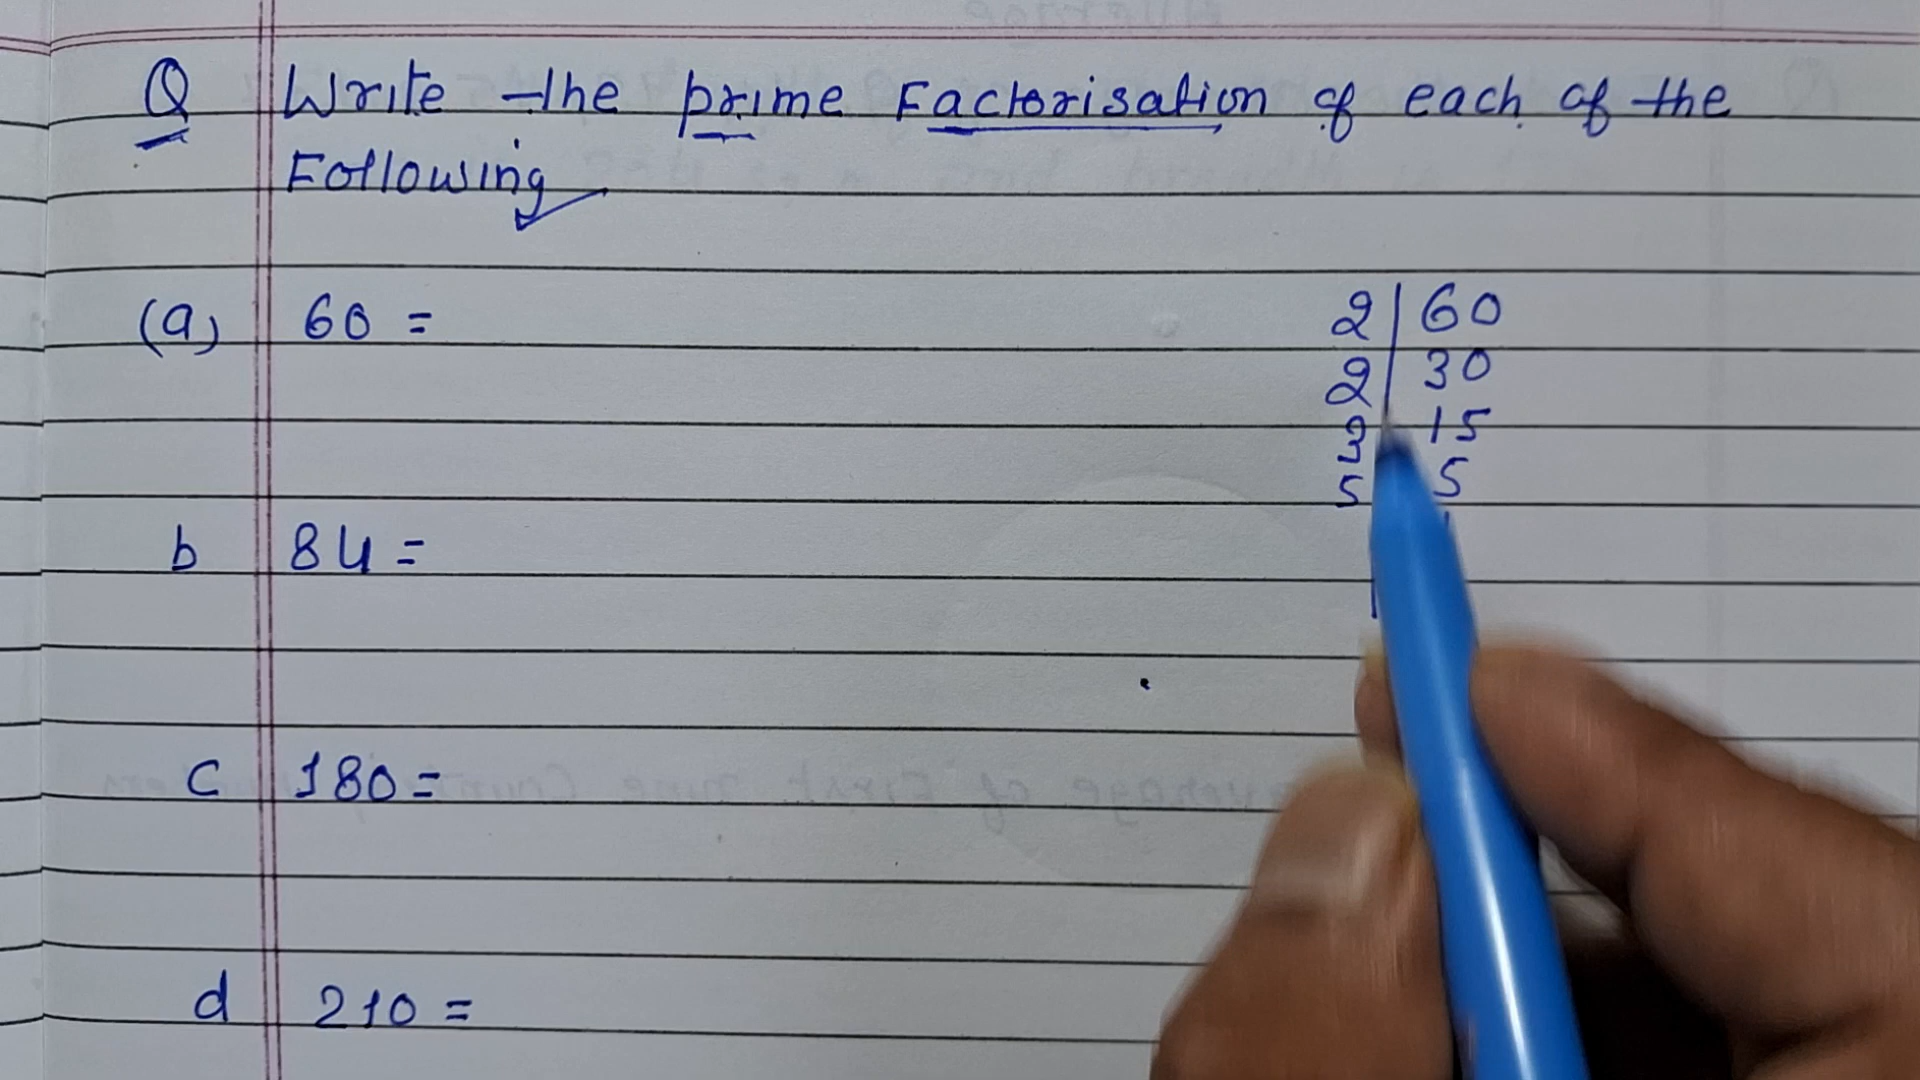 Q Write the prime Factorisation of each of the
Following
(a) 60 =
2 | 60
2 | 30
3 15
5 5
1
b 84 =
c 180 =
d 210 =